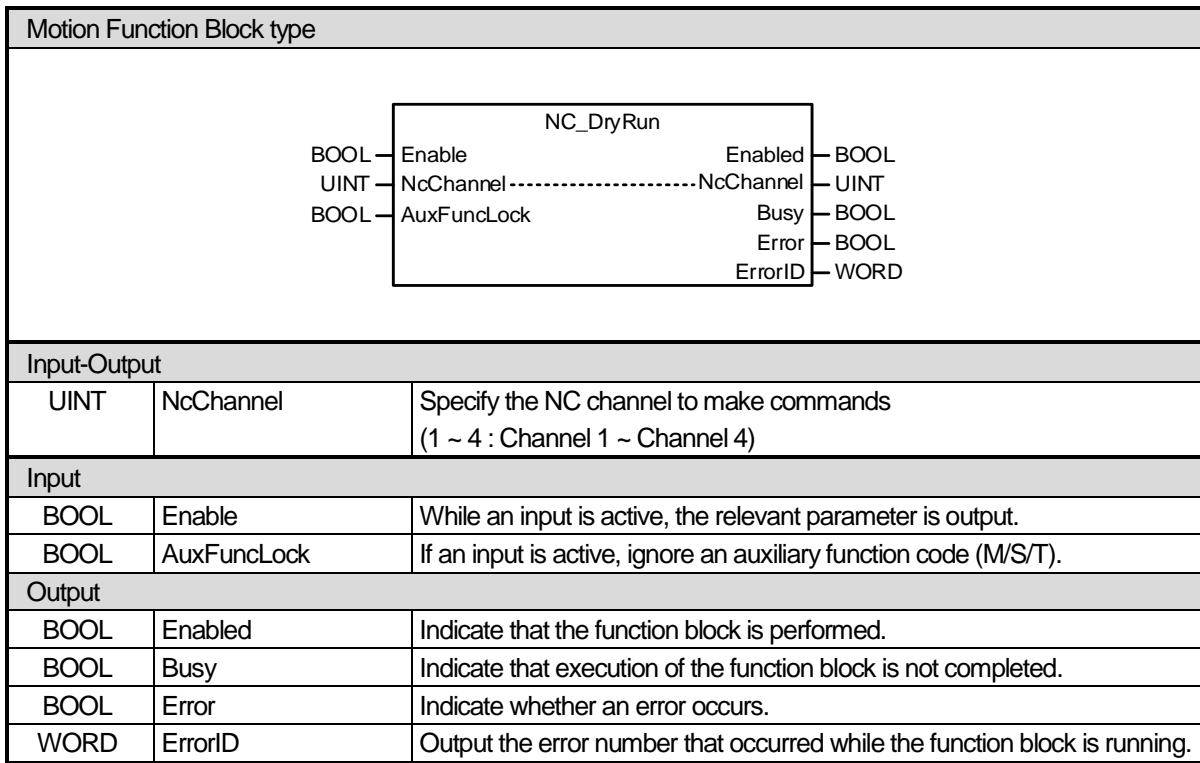 Motion Function Block type
NC_DryRun
BOOL Enable Enabled BOOL
UINT NcChannel NcChannel UINT
BOOL AuxFuncLock Busy BOOL
Error BOOL
ErrorID WORD
Input-Output
UINT NcChannel Specify the NC channel to make commands
(1 ~ 4 : Channel 1 ~ Channel 4)
Input
BOOL Enable While an input is active, the relevant parameter is output.
BOOL AuxFuncLock If an input is active, ignore an auxiliary function code (M/S/T).
Output
BOOL Enabled Indicate that the function block is performed.
BOOL Busy Indicate that execution of the function block is not completed.
BOOL Error Indicate whether an error occurs.
WORD ErrorID Output the error number that occurred while the function block is running.